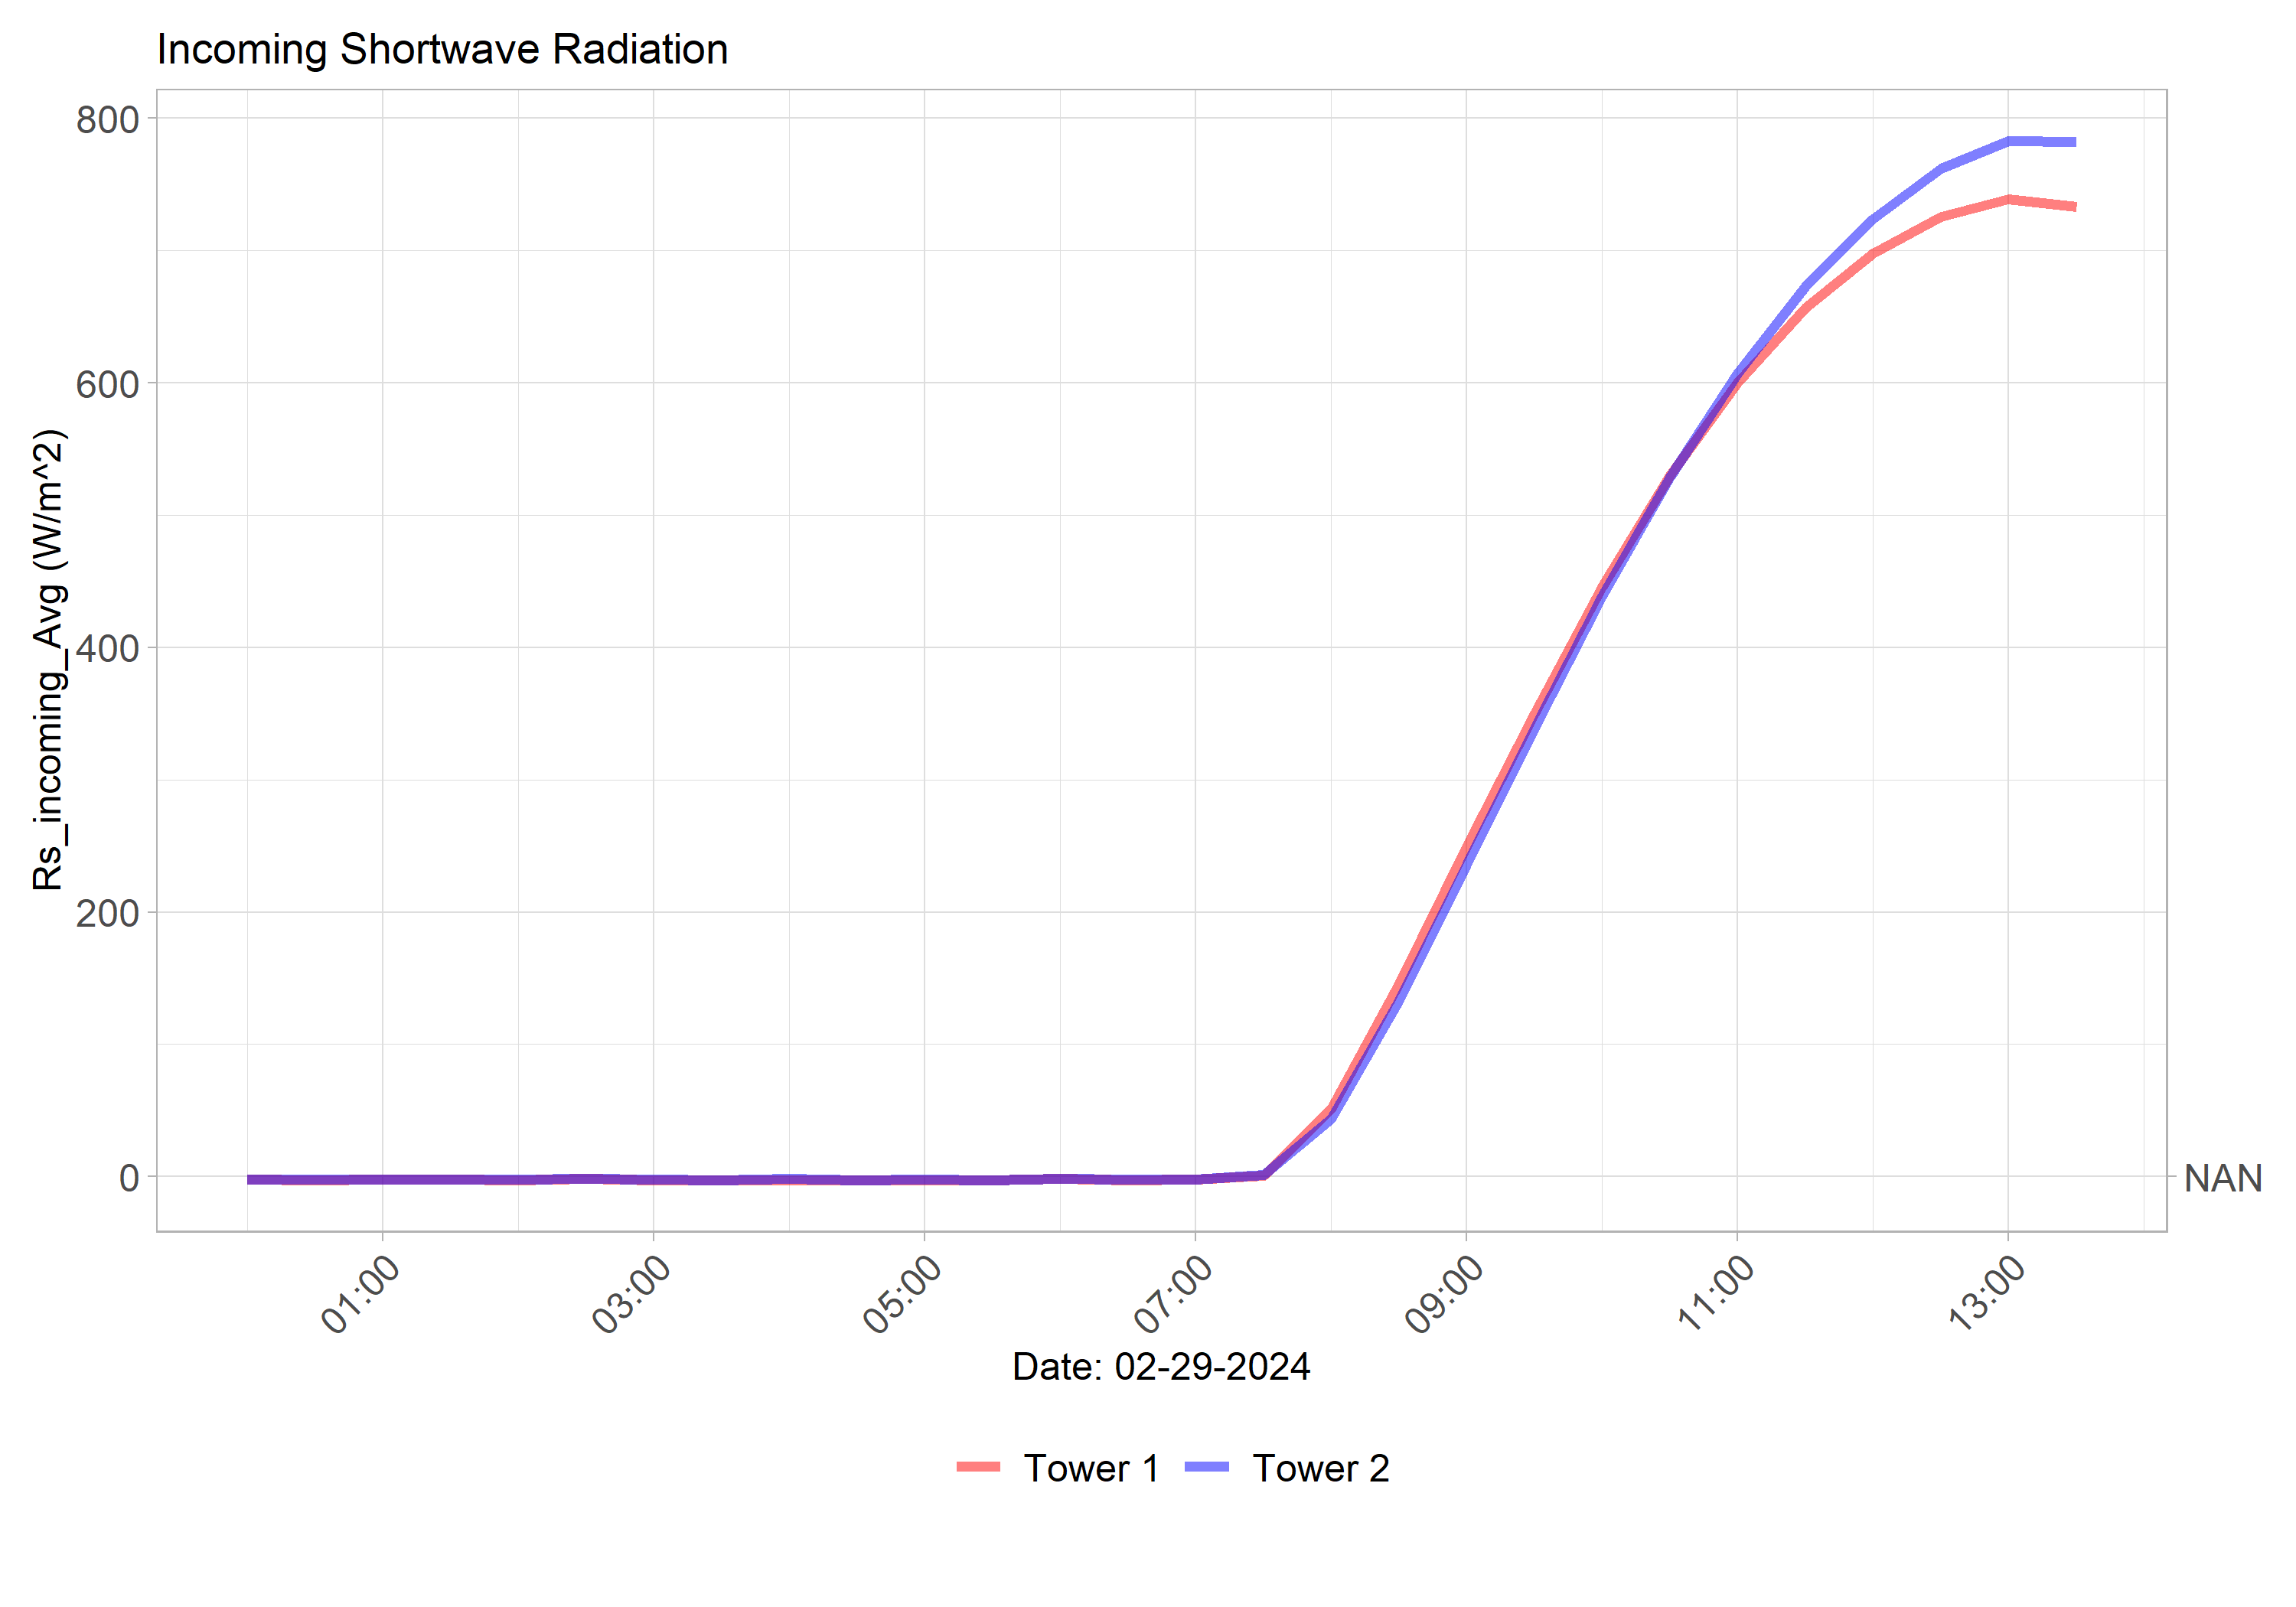 Incoming Shortwave Radiation
Rs_incoming_Avg (W/m^2)
800
600
400
200
0
NAN
01:00
03:00
05:00
07:00
09:00
11:00
13:00
Date: 02-29-2024
Tower 1
Tower 2